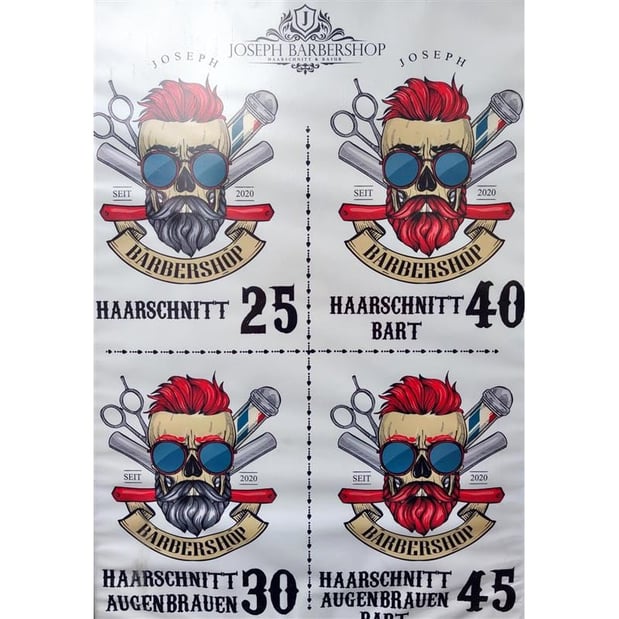 JOSEPH BARBERSHOP
HAARSCHNITT & RASUR
JOSEPH
SEIT 2020
BARBERSHOP
HAARSCHNITT 25
JOSEPH
SEIT 2020
BARBERSHOP
HAARSCHNITT 40
BART
SEIT 2020
BARBERSHOP
HAARSCHNITT
AUGENBRAUEN 30
SEIT 2020
BARBERSHOP
HAARSCHNITT
AUGENBRAUEN 45
BART